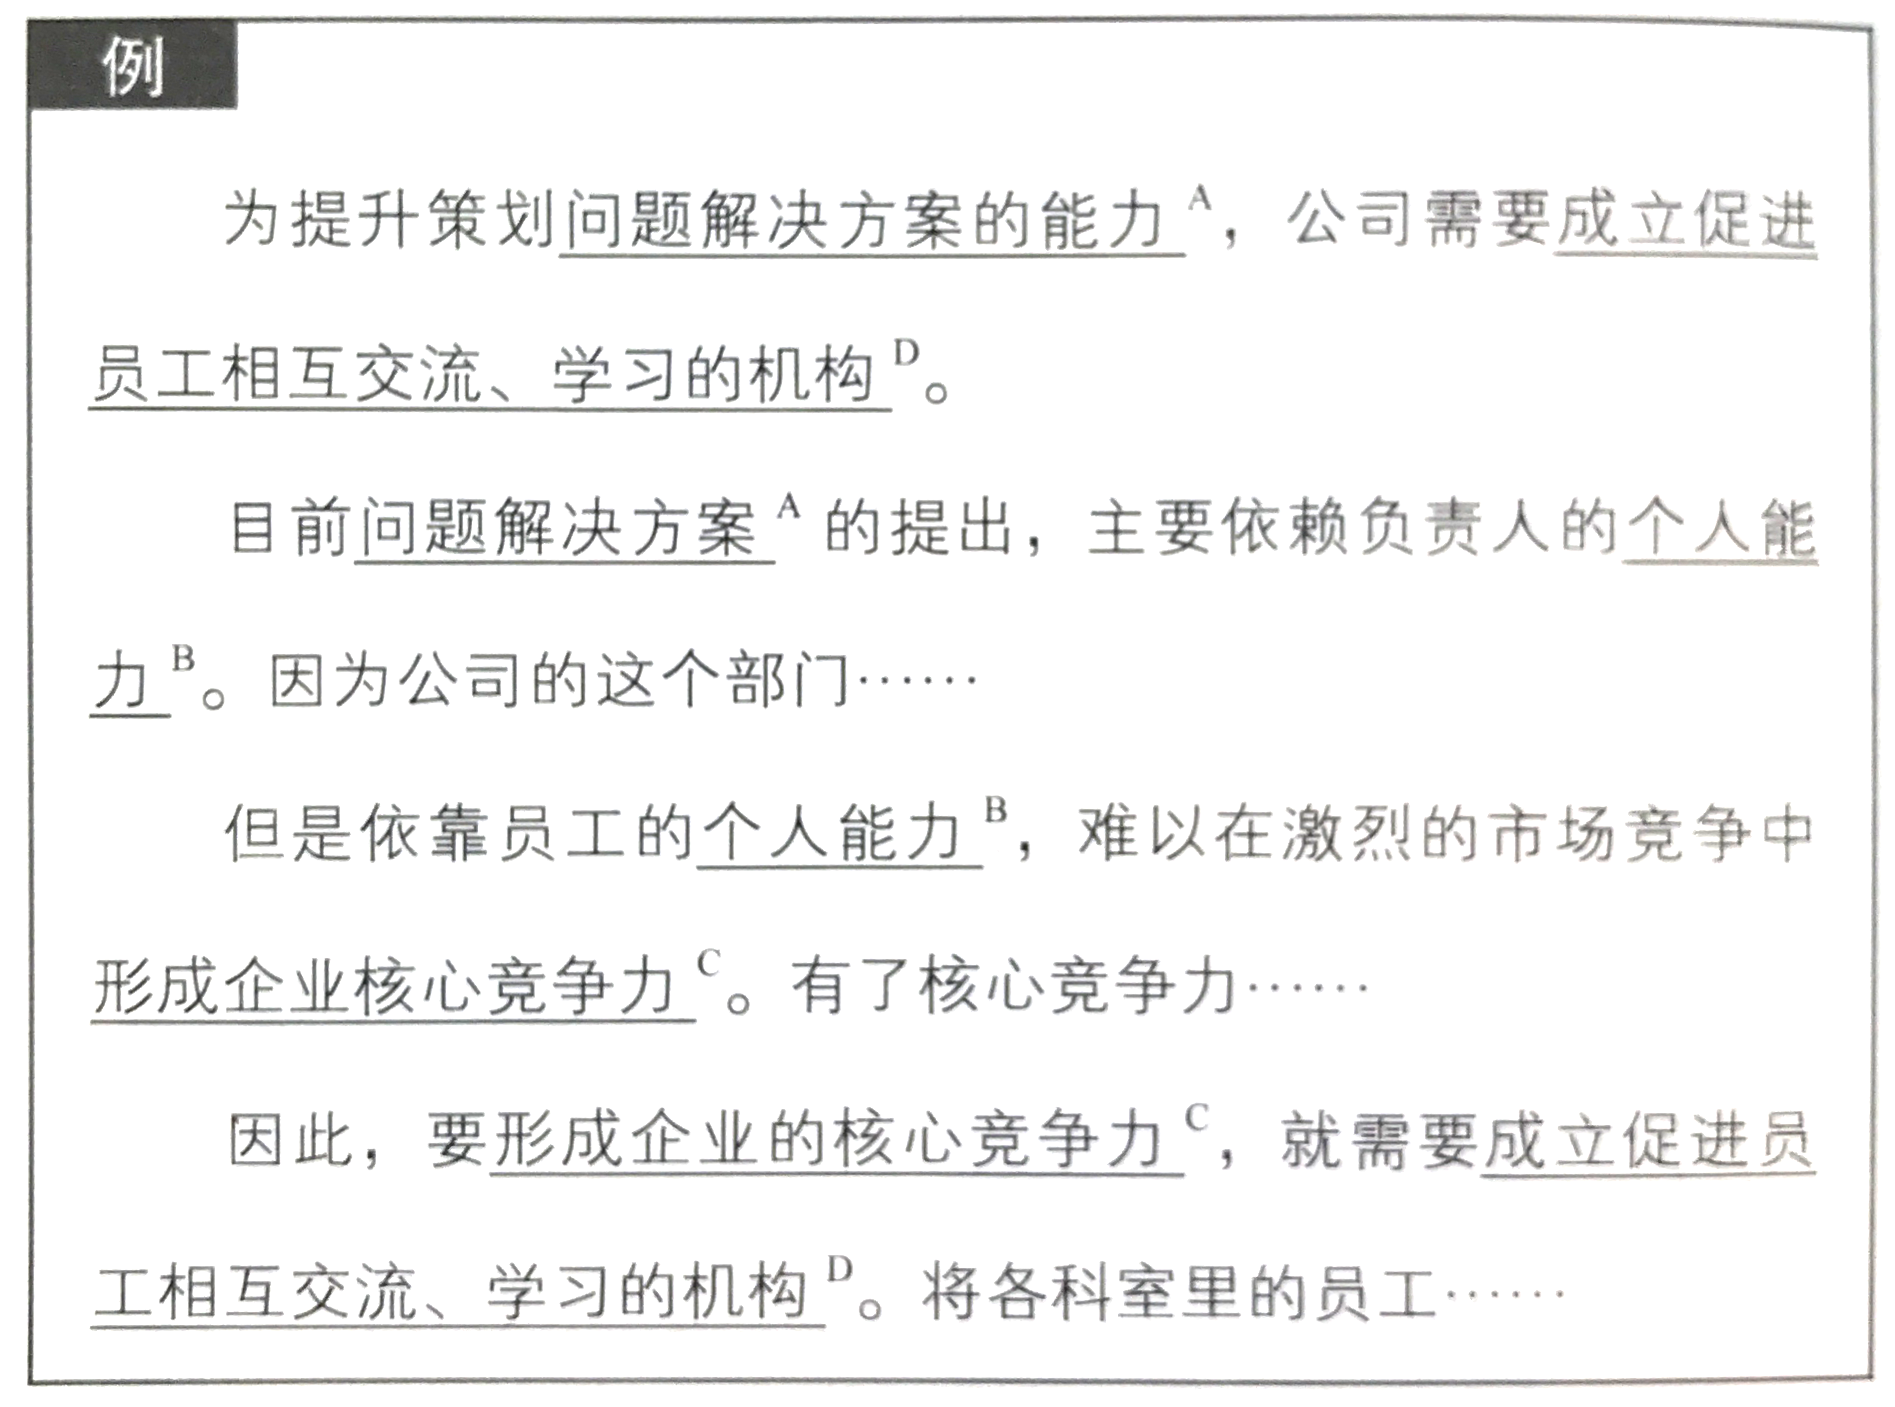 例
为提升策划问题解决方案的能力 A，公司需要成立促进
员工相互交流、学习的机构 D。
目前问题解决方案 A 的提出，主要依赖负责人的个人能
力 B。因为公司的这个部门……
但是依靠员工的个人能力 B，难以在激烈的市场竞争中
形成企业核心竞争力 C。有了核心竞争力……
因此，要形成企业的核心竞争力 C，就需要成立促进员
工相互交流、学习的机构 D。将各科室里的员工……